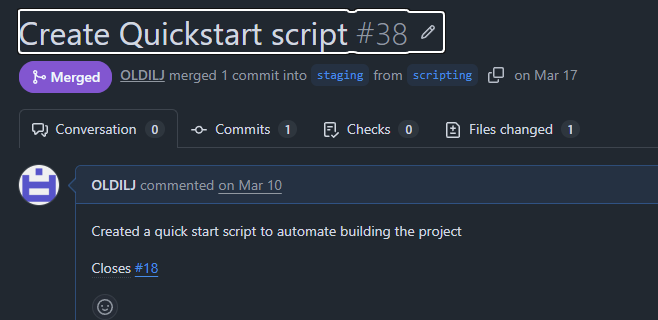 Create Quickstart script #38
Merged OLDILJ merged 1 commit into staging from scripting on Mar 17
Conversation 0 Commits 1 Checks 0 Files changed 1
OLDILJ commented on Mar 10
Created a quick start script to automate building the project
Closes #18